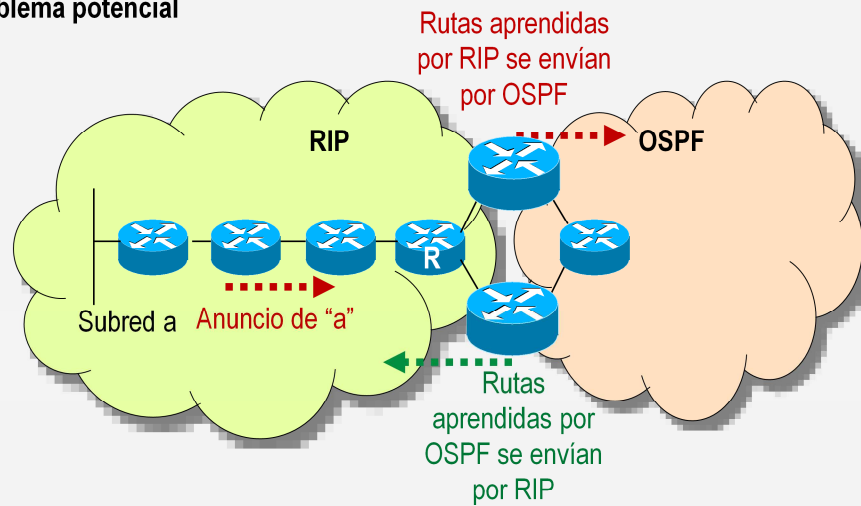 blema potencial
Rutas aprendidas
por RIP se envían
por OSPF
RIP
OSPF
R
Subred a
Anuncio de “a”
Rutas
aprendidas por
OSPF se envían
por RIP